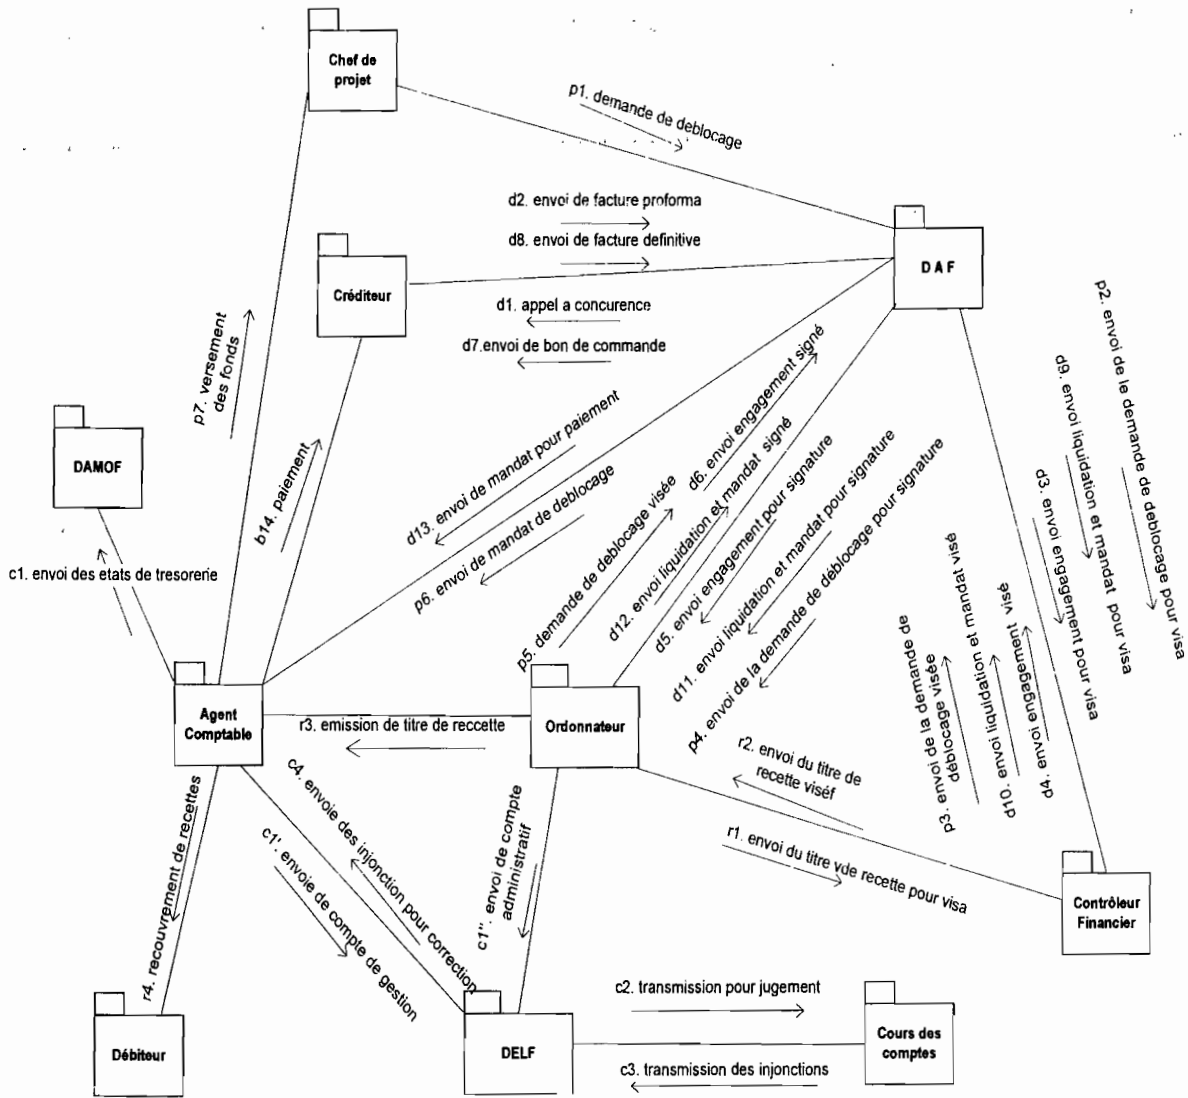 Chef de
projet
p1. demande de deblocage
d2. envoi de facture proforma
d8. envoi de facture definitive
D A F
Créditeur
d1. appel a concurence
d7.envoi de bon de commande
p7. versement
des fonds
b14. paiement
DAMOF
c1. envoi des etats de tresorerie
d13. envoi de mandat pour paiement
p6. envoi de mandat de deblocage
p5. demande de deblocage visée
d6. envoi engagement signé
d12. envoi liquidation et mandat signé
d5. envoi engagement pour signature
d11. envoi liquidation et mandat pour signature
p4. envoi de la demande de déblocage pour signature
p2. envoi de le demande de déblocage pour visa
d9. envoi liquidation et mandat pour visa
d3. envoi engagement pour visa
d4. envoi engagement visé
d10. envoi liquidation et mandat visé
p3. envoi de la demande de
déblocage visée
Agent
Comptable
r3. emission de titre de reccette
Ordonnateur
r2. envoi du titre de
recette viséf
r1. envoi du titre vde recette pour visa
Contrôleur
Financier
c4. envoie des injonction pour correction
c1'. envoie de compte de gestion
c1''. envoi de compte
administratif
r4. recouvrement de recettes
Débiteur
DELF
c2. transmission pour jugement
c3. transmission des injonctions
Cours des
comptes